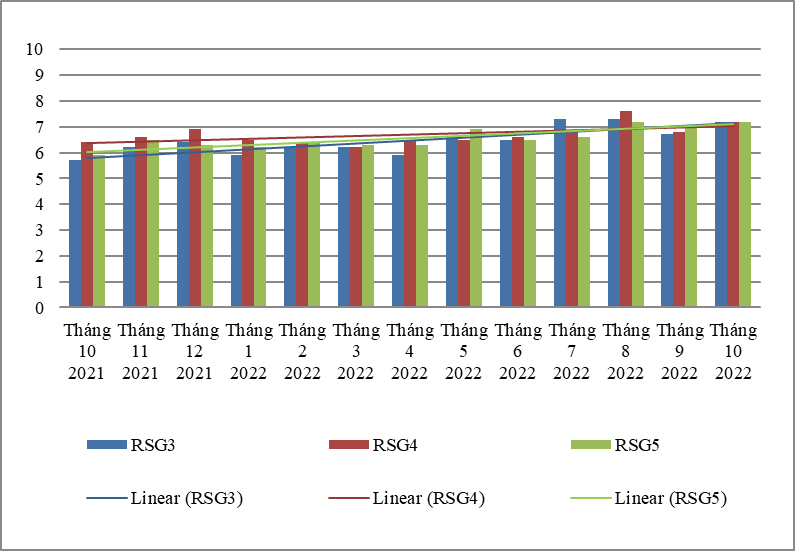 10
9
8
7
6
5
4
3
2
1
0
Tháng 10 2021
Tháng 11 2021
Tháng 12 2021
Tháng 1 2022
Tháng 2 2022
Tháng 3 2022
Tháng 4 2022
Tháng 5 2022
Tháng 6 2022
Tháng 7 2022
Tháng 8 2022
Tháng 9 2022
Tháng 10 2022
RSG3
RSG4
RSG5
Linear (RSG3)
Linear (RSG4)
Linear (RSG5)